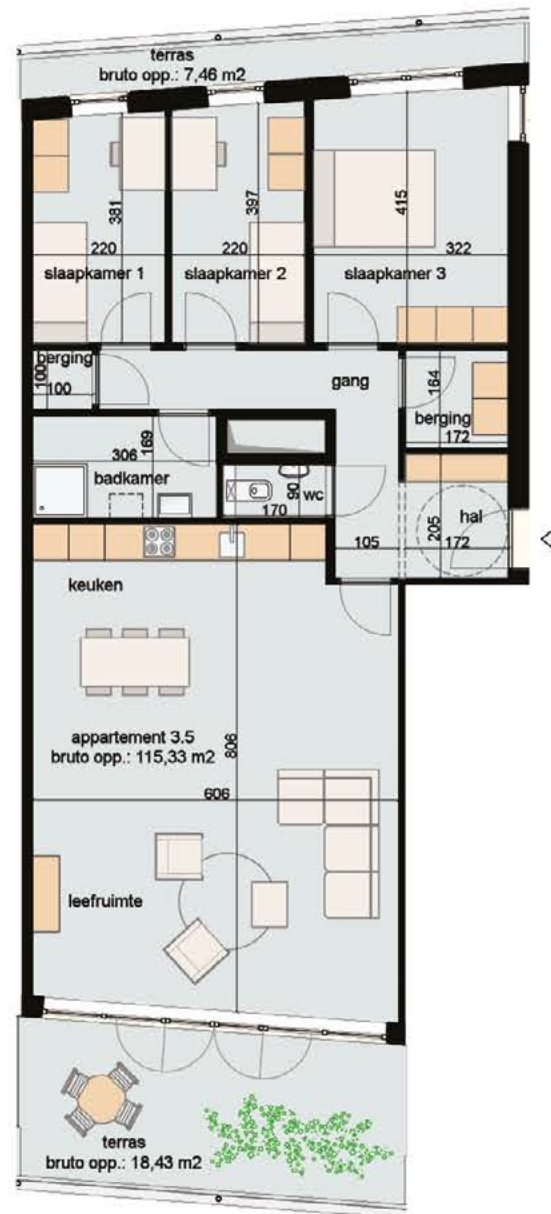 terras
bruto opp.: 7,46 m2
381
397
415
220
220
322
slaapkamer 1
slaapkamer 2
slaapkamer 3
berging
100
100
gang
164
berging
172
306
169
badkamer
170
90
wc
hal
105
205
172
keuken
appartement 3.5
bruto opp.: 115,33 m2
806
606
leefruimte
terras
bruto opp.: 18,43 m2